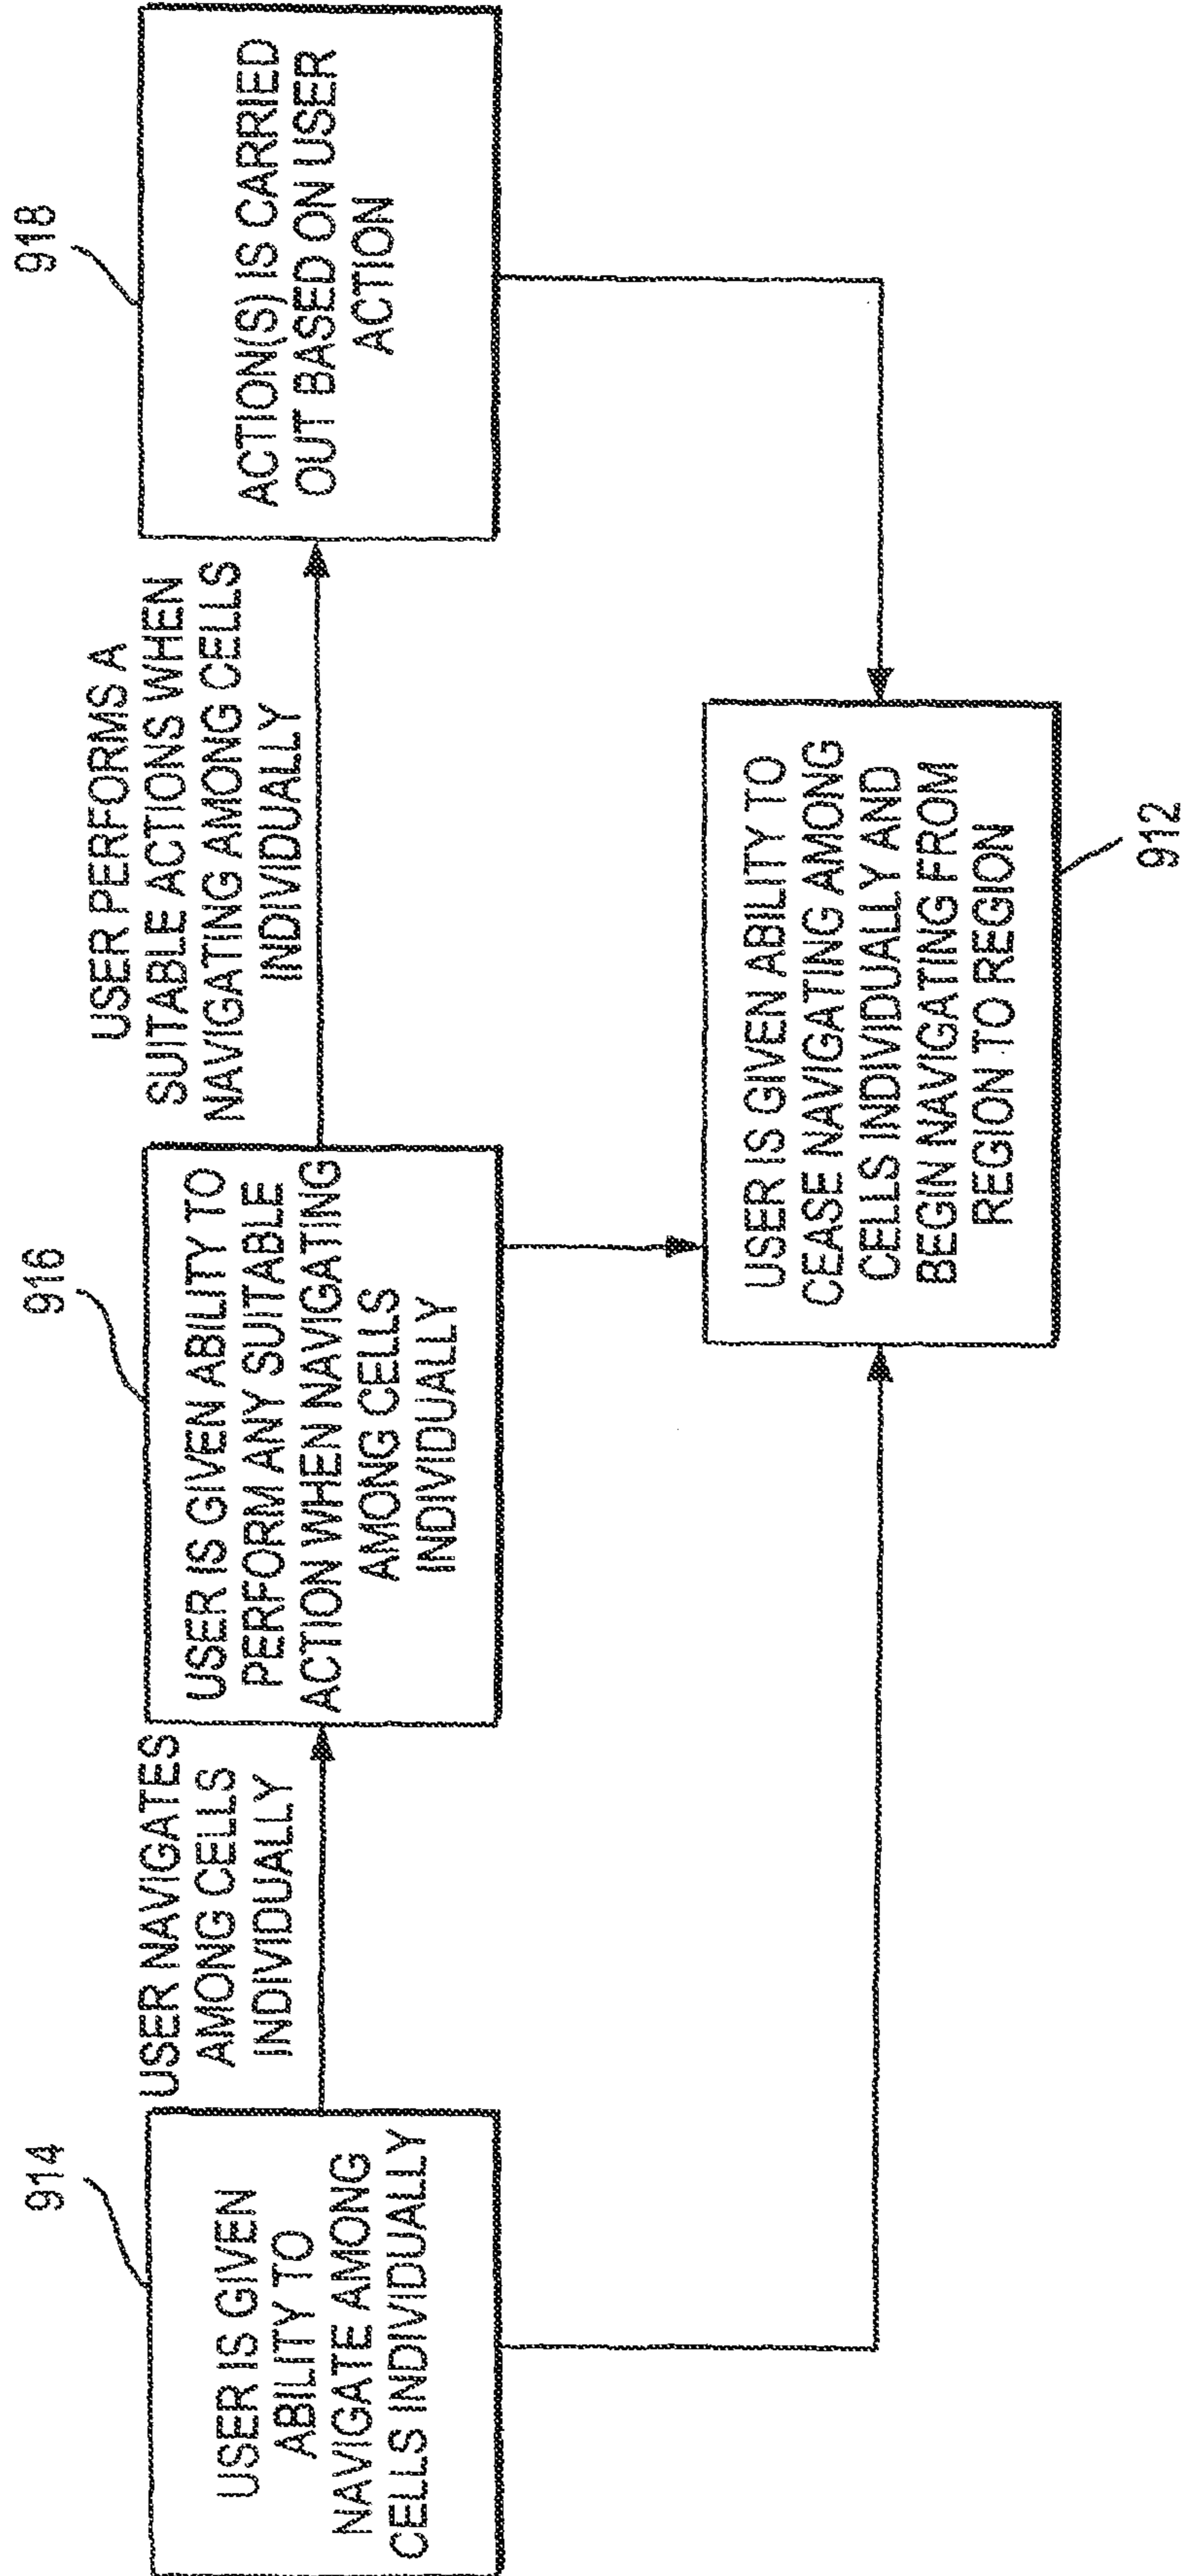 914
USER IS GIVEN
ABILITY TO
NAVIGATE AMONG
CELLS INDIVIDUALLY
USER NAVIGATES
AMONG CELLS
INDIVIDUALLY
916
USER IS GIVEN ABILITY TO
PERFORM ANY SUITABLE
ACTION WHEN NAVIGATING
AMONG CELLS
INDIVIDUALLY
USER PERFORMS A
SUITABLE ACTIONS WHEN
NAVIGATING AMONG CELLS
INDIVIDUALLY
918
ACTION(S) IS CARRIED
OUT BASED ON USER
ACTION
USER IS GIVEN ABILITY TO
CEASE NAVIGATING AMONG
CELLS INDIVIDUALLY AND
BEGIN NAVIGATING FROM
REGION TO REGION
912